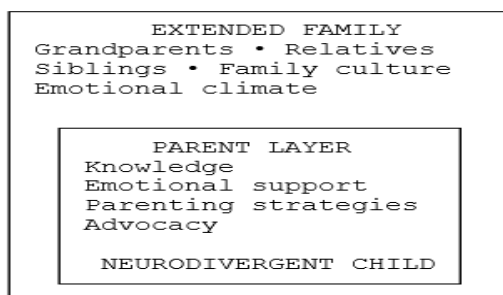 EXTENDED FAMILY
Grandparents • Relatives
Siblings • Family culture
Emotional climate
PARENT LAYER
Knowledge
Emotional support
Parenting strategies
Advocacy
NEURODIVERGENT CHILD